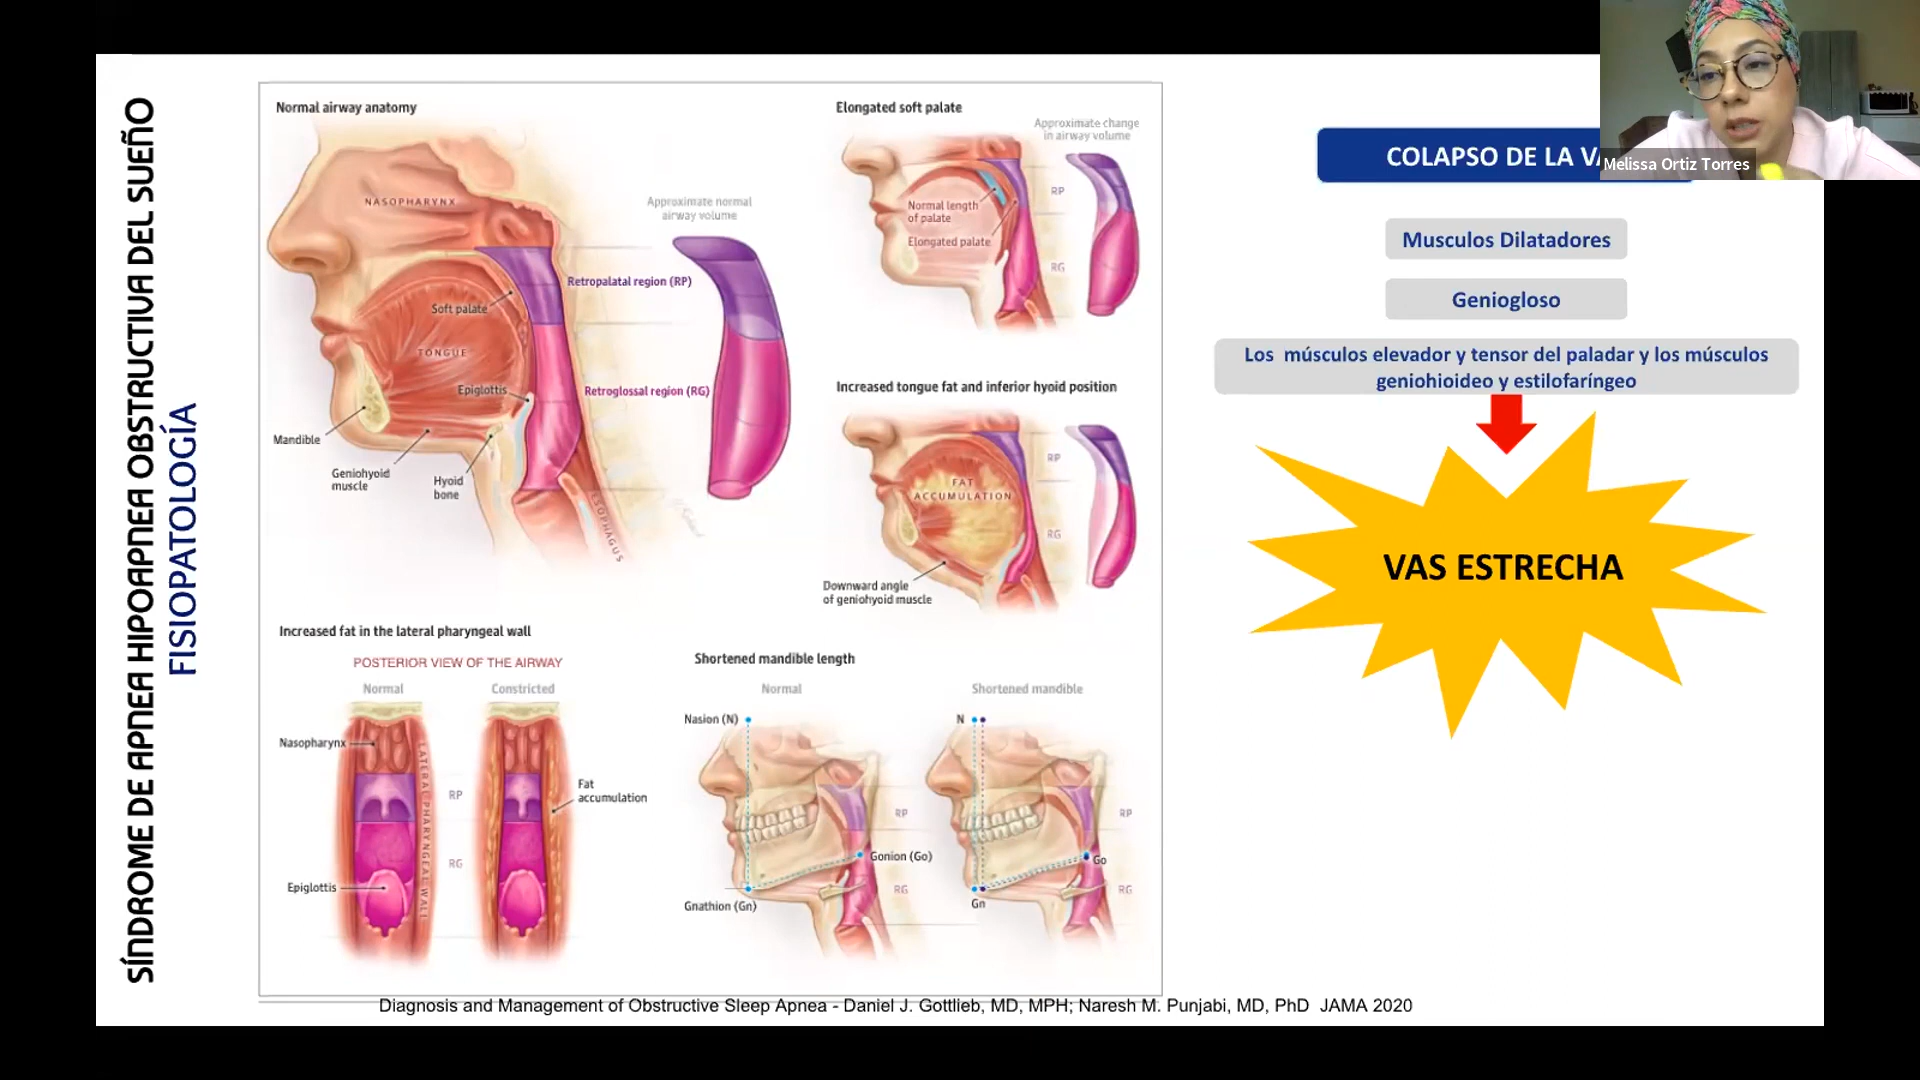 SÍNDROME DE APNEA HIPOAPNEA OBSTRUCTIVA DEL SUEÑO
FISIOPATOLOGÍA
Normal airway anatomy
NASOPHARYNX
Approximate normal
airway volume
Soft palate
Retropalatal region (RP)
TONGUE
Epiglottis
Retroglossal region (RG)
Mandible
Geniohyoid
muscle
Hyoid
bone
ESOPHAGUS
Elongated soft palate
Approximate change
in airway volume
Normal length
of palate
Elongated palate
RP
RG
Increased tongue fat and inferior hyoid position
FAT
ACCUMULATION
RP
RG
Downward angle
of geniohyoid muscle
Increased fat in the lateral pharyngeal wall
POSTERIOR VIEW OF THE AIRWAY
Normal
Constricted
Nasopharynx
LATERAL PHARYNGEAL WALL
RP
RG
Fat
accumulation
Epiglottis
Shortened mandible length
Normal
Shortened mandible
Nasion (N)
N
RP
RP
Gonion (Go)
Go
RG
RG
Gnathion (Gn)
Gn
Diagnosis and Management of Obstructive Sleep Apnea - Daniel J. Gottlieb, MD, MPH; Naresh M. Punjabi, MD, PhD JAMA 2020
COLAPSO DE LA
Melissa Ortiz Torres
Musculos Dilatadores
Geniogloso
Los músculos elevador y tensor del paladar y los músculos
geniohioideo y estilofaríngeo
VAS ESTRECHA